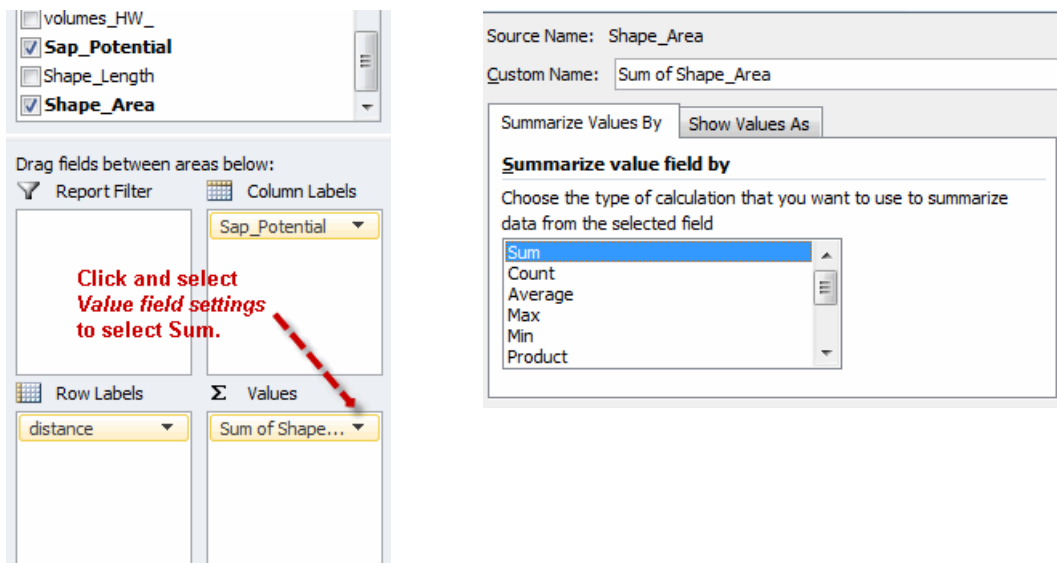 volumes_HW_
Sap_Potential
Shape_Length
Shape_Area
Drag fields between areas below:
Report Filter
Column Labels
Sap_Potential
Click and select
Value field settings
to select Sum.
Row Labels
Σ Values
distance
Sum of Shape...
Source Name: Shape_Area
Custom Name: Sum of Shape_Area
Summarize Values By
Show Values As
Summarize value field by
Choose the type of calculation that you want to use to summarize
data from the selected field
Sum
Count
Average
Max
Min
Product